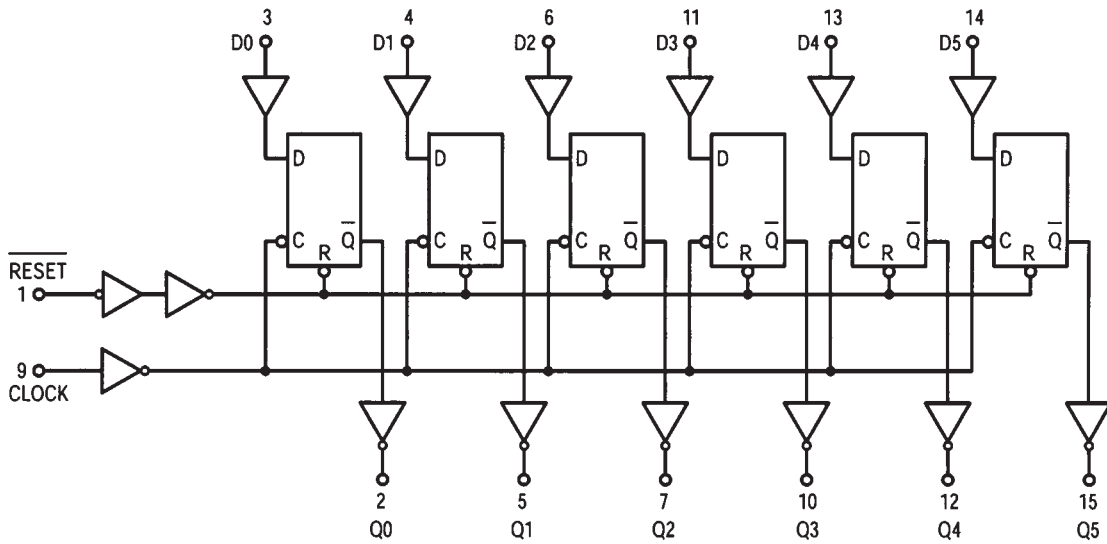 3 4 6 11 13 14
D0 D1 D2 D3 D4 D5
D D D D D D
C R Q̅ C R Q̅ C R Q̅ C R Q̅ C R Q̅ C R Q̅
R̅E̅S̅E̅T̅
1
9
CLOCK
2 5 7 10 12 15
Q0 Q1 Q2 Q3 Q4 Q5